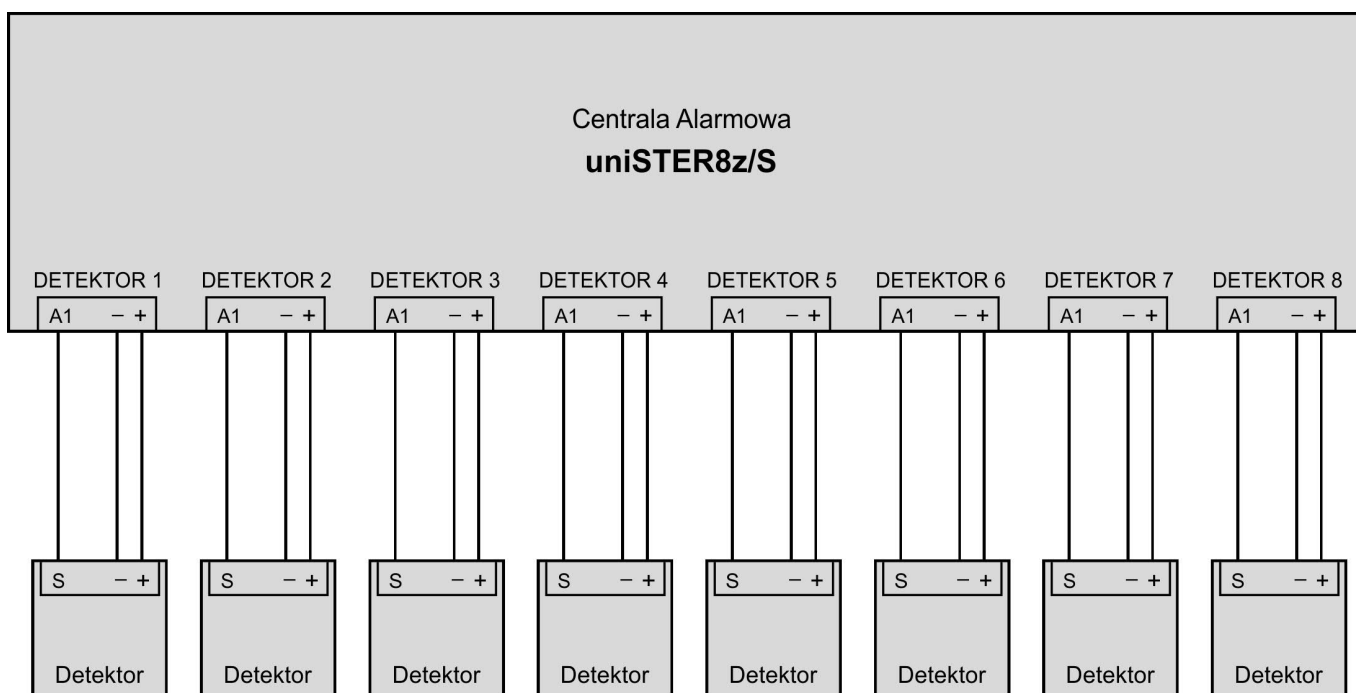 Centrala Alarmowa
uniSTER8z/S
DETEKTOR 1 DETEKTOR 2 DETEKTOR 3 DETEKTOR 4 DETEKTOR 5 DETEKTOR 6 DETEKTOR 7 DETEKTOR 8
A1 − + A1 − + A1 − + A1 − + A1 − + A1 − + A1 − + A1 − +
S − + S − + S − + S − + S − + S − + S − + S − +
Detektor Detektor Detektor Detektor Detektor Detektor Detektor Detektor